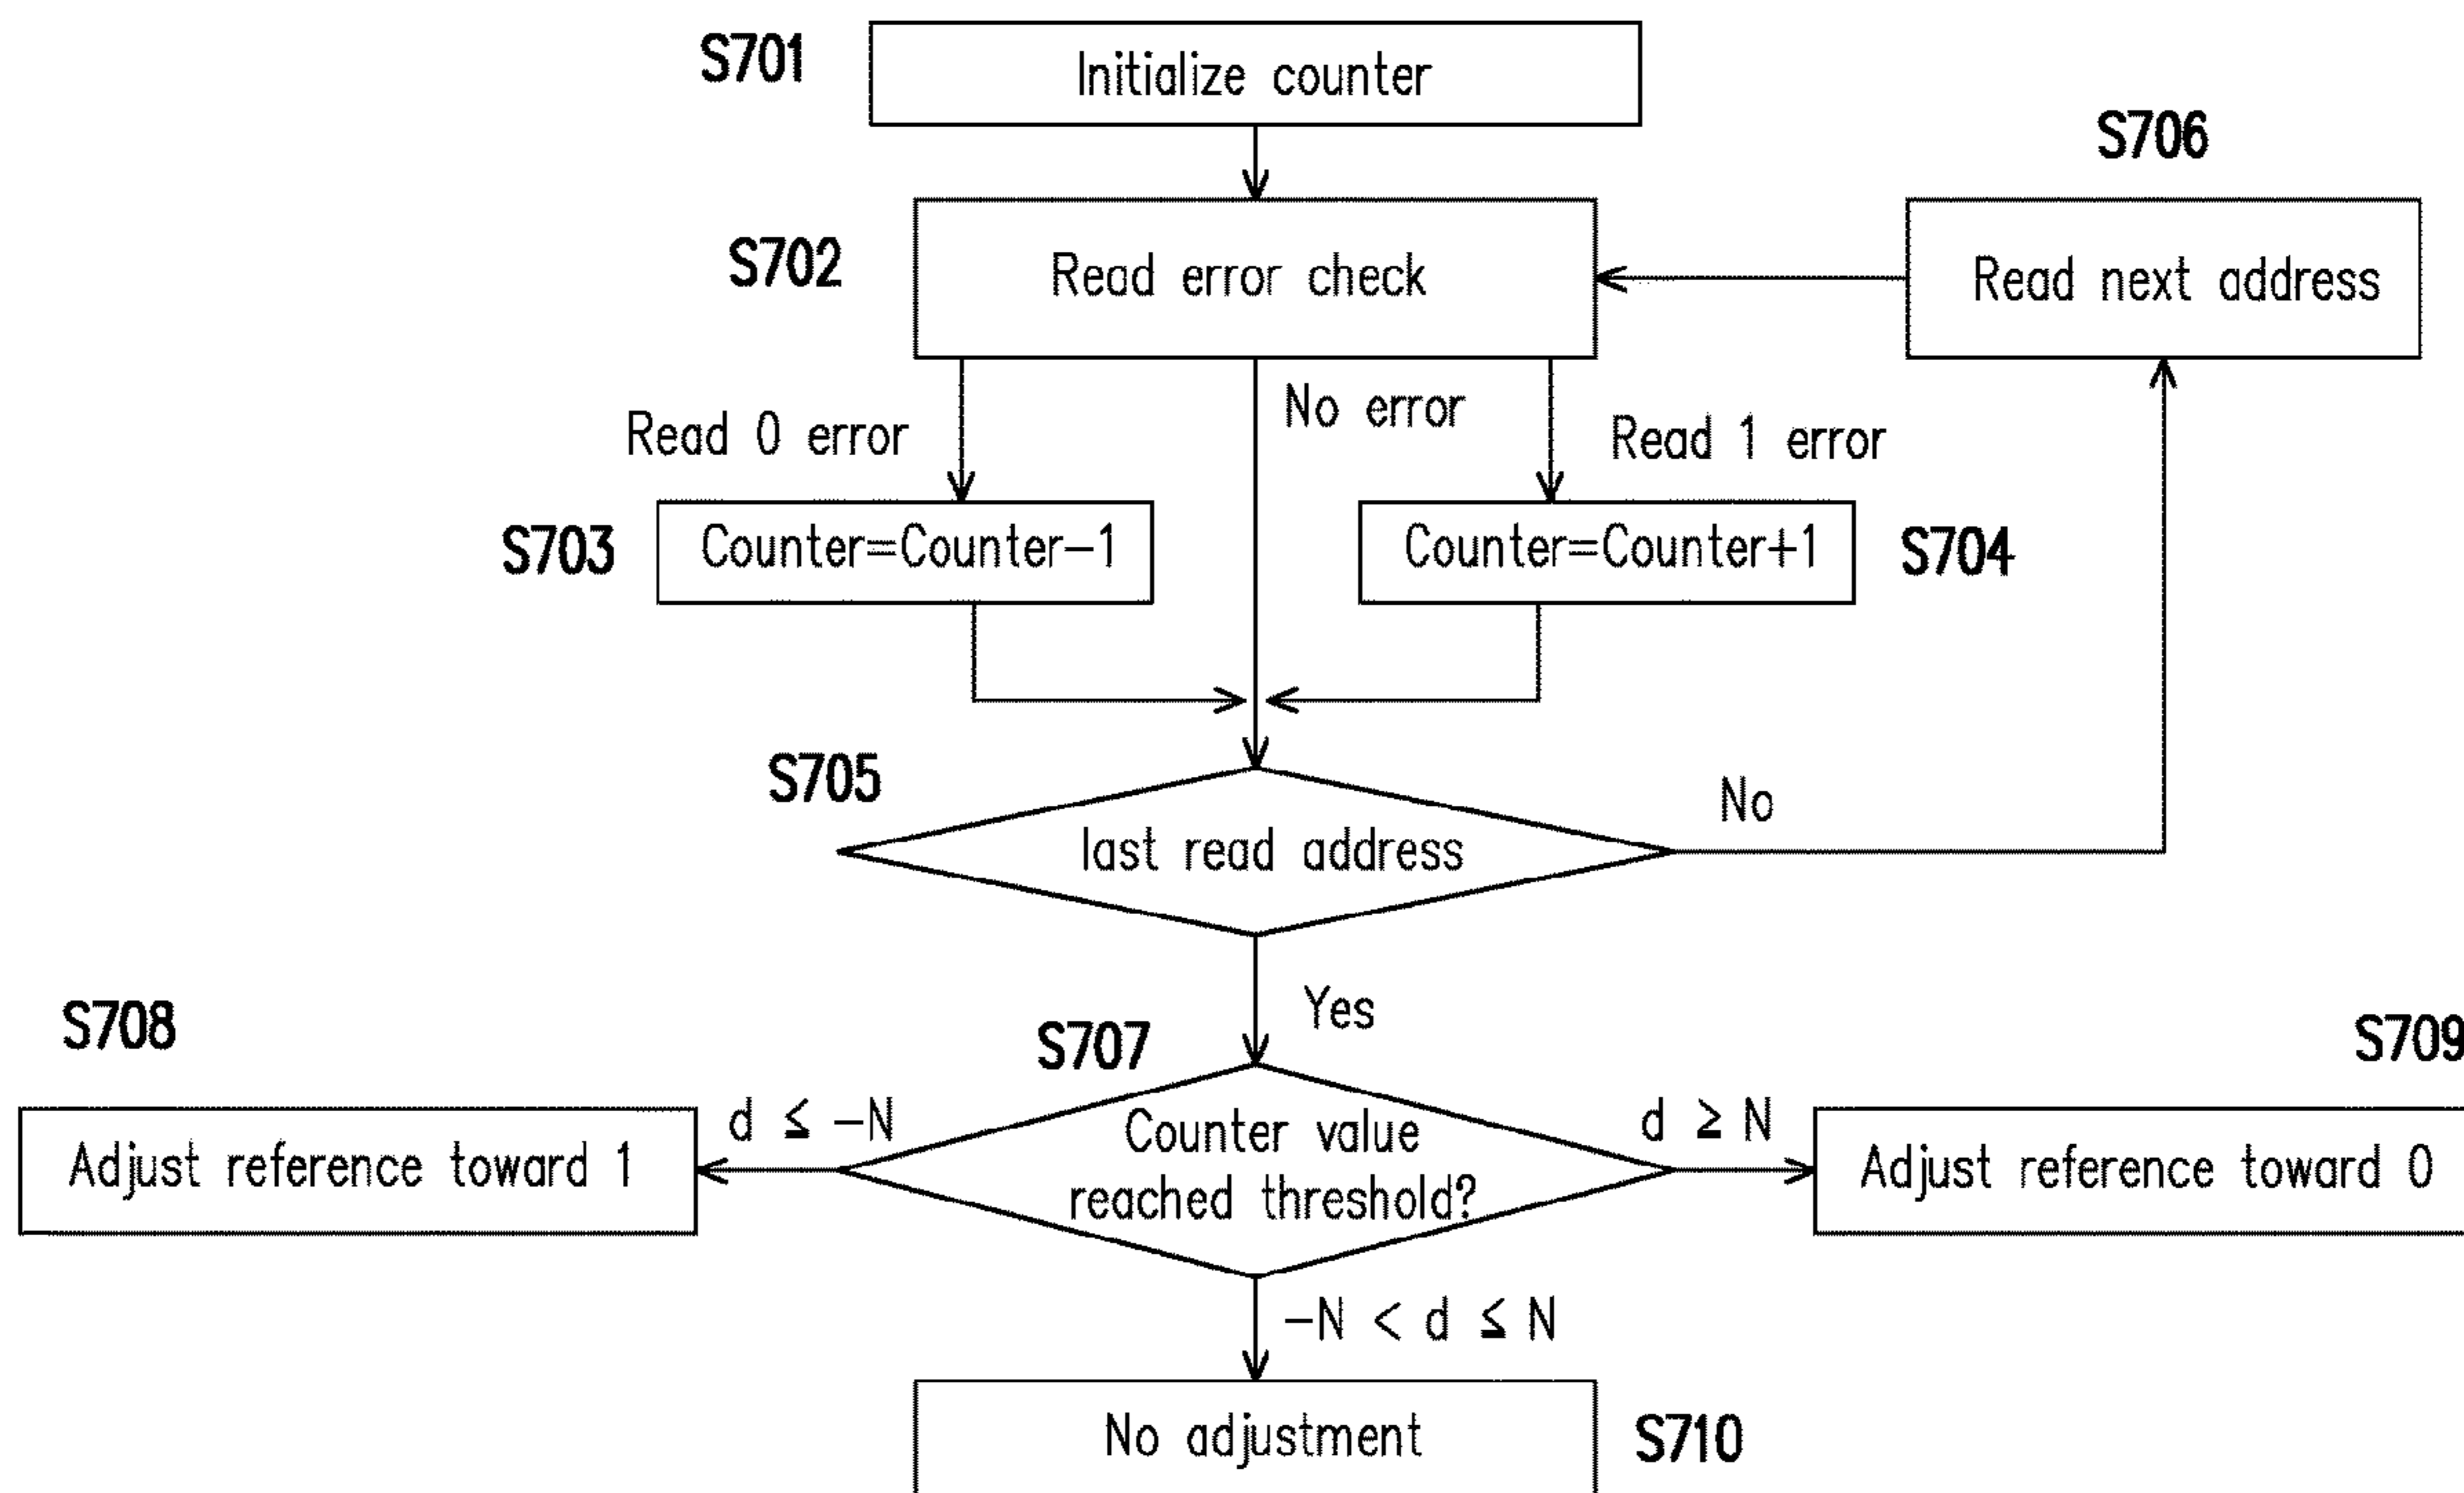 S701
Initialize counter
S706
S702
Read error check
Read next address
Read 0 error
No error
Read 1 error
S703
Counter=Counter-1
Counter=Counter+1
S704
S705
last read address
No
Yes
S708
S707
S709
Adjust reference toward 1
d ≤ -N
Counter value
reached threshold?
d ≥ N
Adjust reference toward 0
-N < d ≤ N
No adjustment
S710